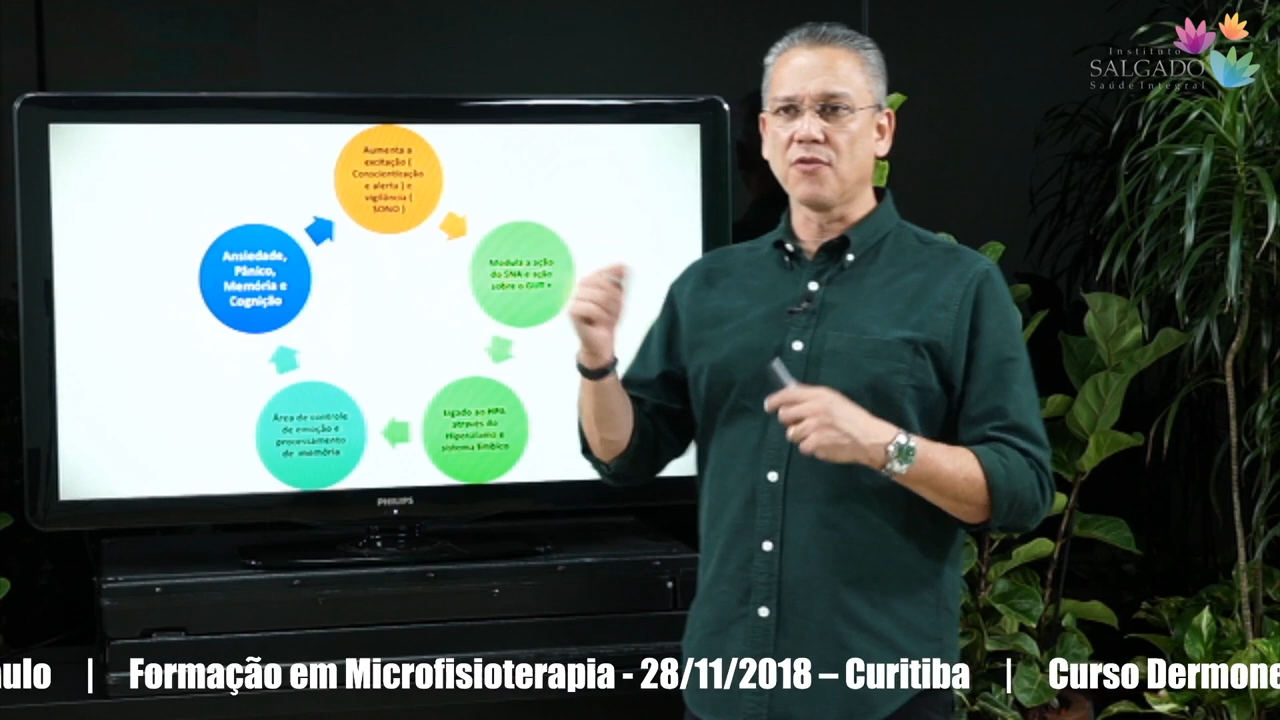 Instituto
SALGADO
Saúde Integral
Aumenta a
excitação (
Conscientização
e alerta ) e
vigilância (
SONO )
Ansiedade,
Pânico,
Memória e
Cognição
Modula a ação
do SNA e ação
sobre o
Área de controle
de emoção e
processamento
de memória
Ligado ao HPA
através do
Hipotálamo e
sistema límbico
PHILIPS
aulo | Formação em Microfisioterapia - 28/11/2018 – Curitiba | Curso Dermone